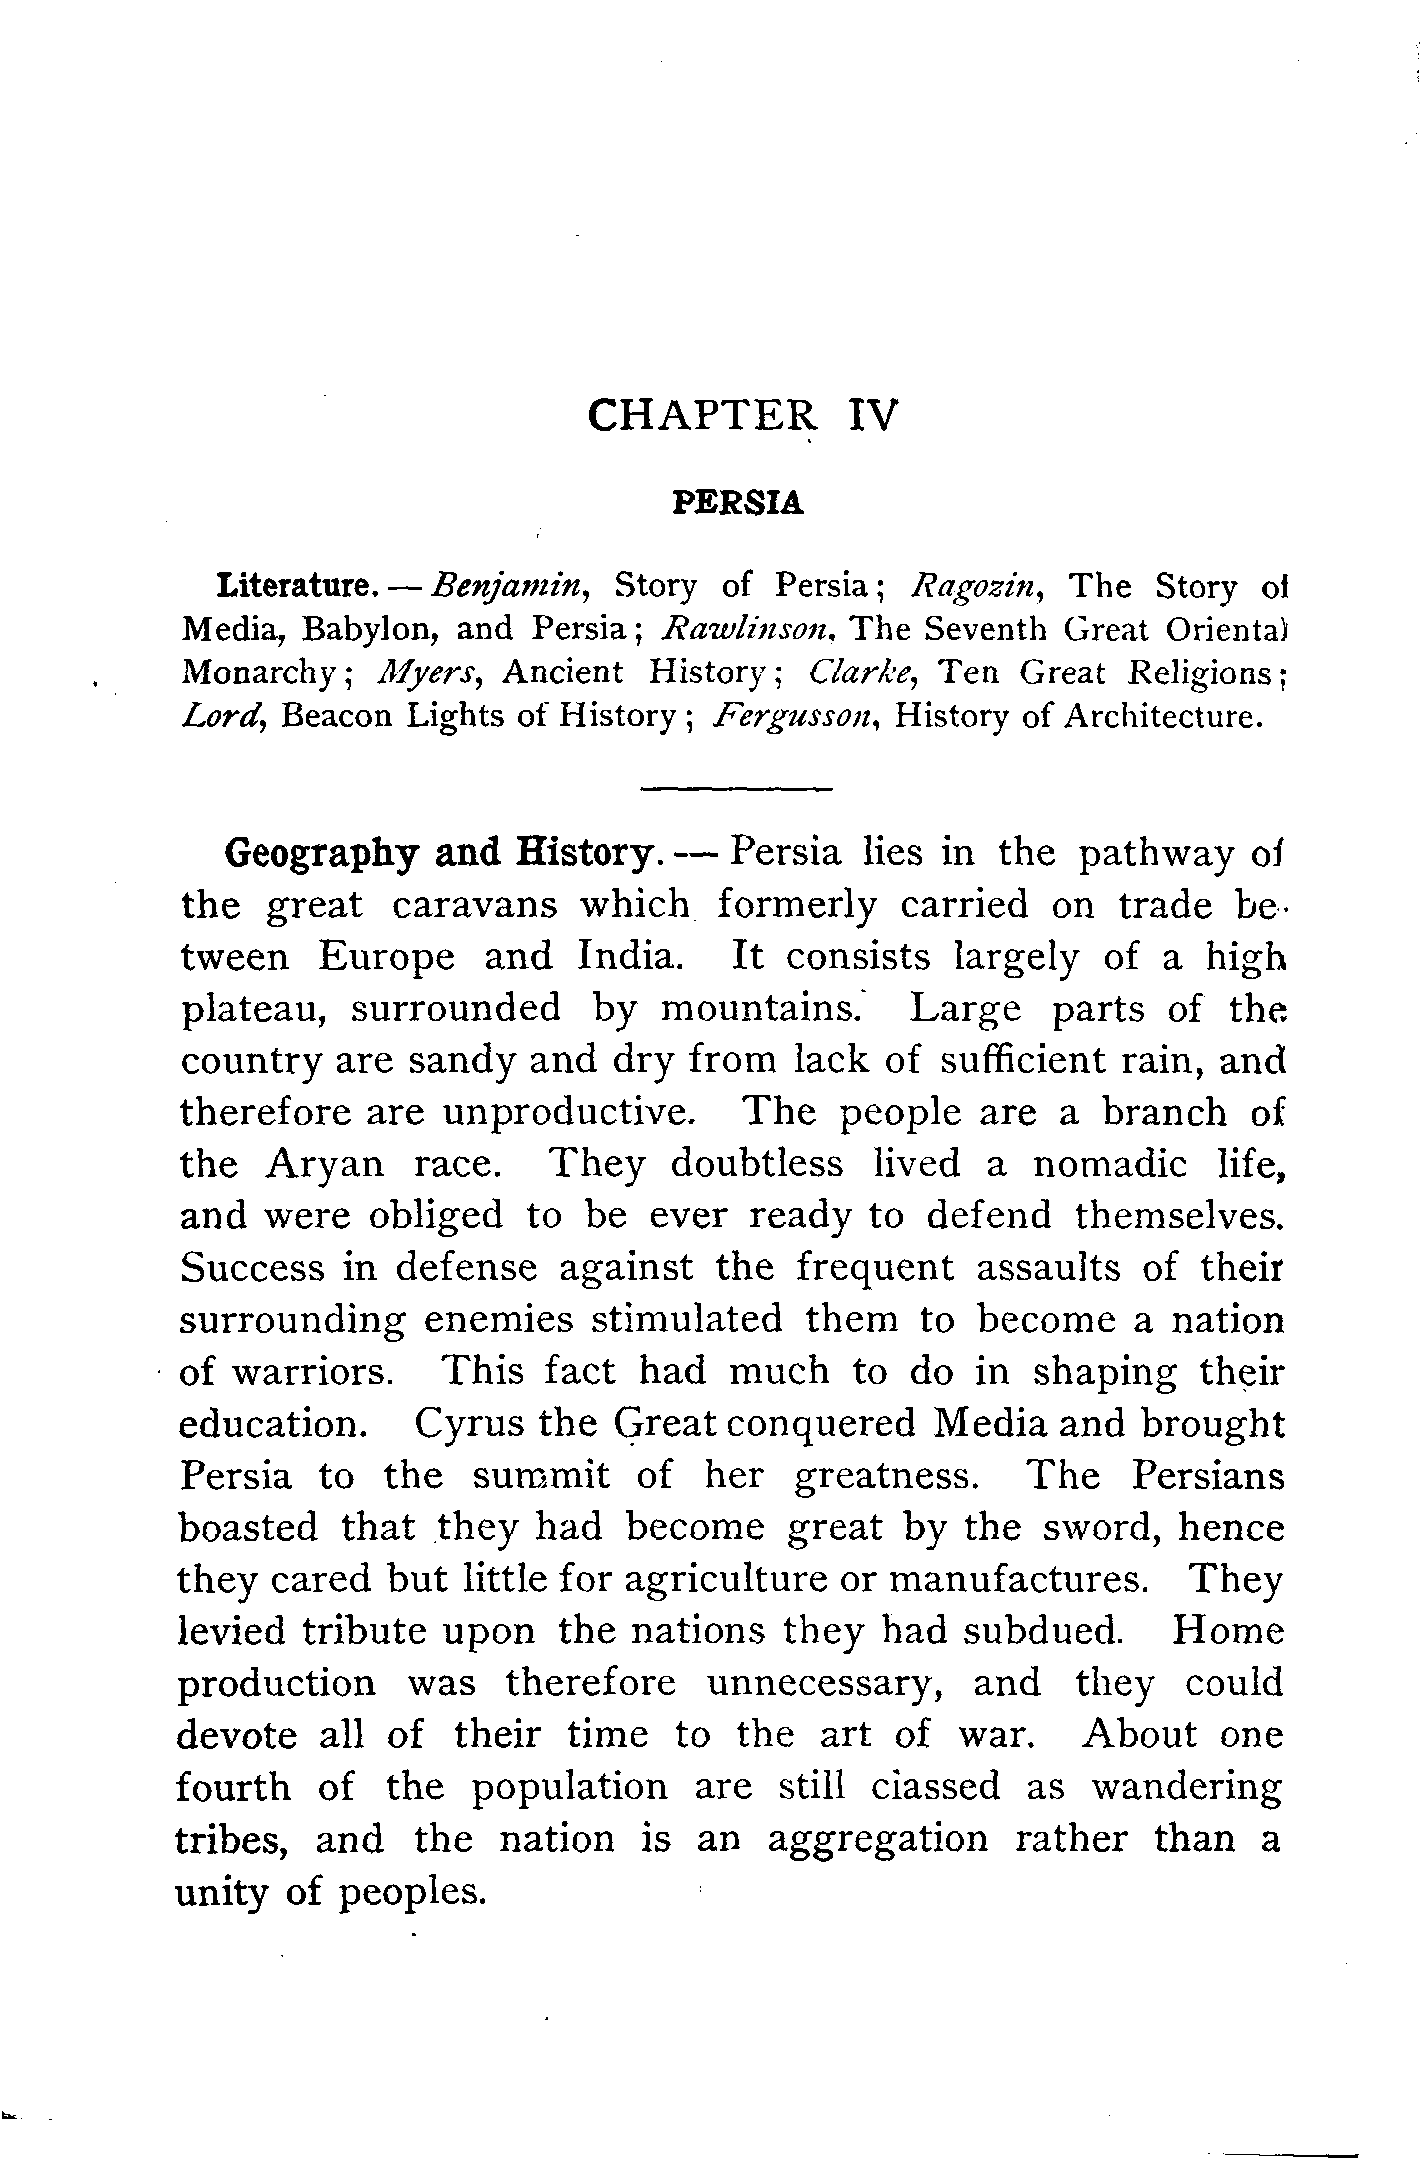 CHAPTER IV
PERSIA
Literature. — Benjamin, Story of Persia; Ragozin, The Story of
Media, Babylon, and Persia; Rawlinson, The Seventh Great Oriental
Monarchy; Myers, Ancient History; Clarke, Ten Great Religions;
Lord, Beacon Lights of History; Fergusson, History of Architecture.
Geography and History. — Persia lies in the pathway of
the great caravans which formerly carried on trade be-
tween Europe and India. It consists largely of a high
plateau, surrounded by mountains. Large parts of the
country are sandy and dry from lack of sufficient rain, and
therefore are unproductive. The people are a branch of
the Aryan race. They doubtless lived a nomadic life,
and were obliged to be ever ready to defend themselves.
Success in defense against the frequent assaults of their
surrounding enemies stimulated them to become a nation
of warriors. This fact had much to do in shaping their
education. Cyrus the Great conquered Media and brought
Persia to the summit of her greatness. The Persians
boasted that they had become great by the sword, hence
they cared but little for agriculture or manufactures. They
levied tribute upon the nations they had subdued. Home
production was therefore unnecessary, and they could
devote all of their time to the art of war. About one
fourth of the population are still classed as wandering
tribes, and the nation is an aggregation rather than a
unity of peoples.